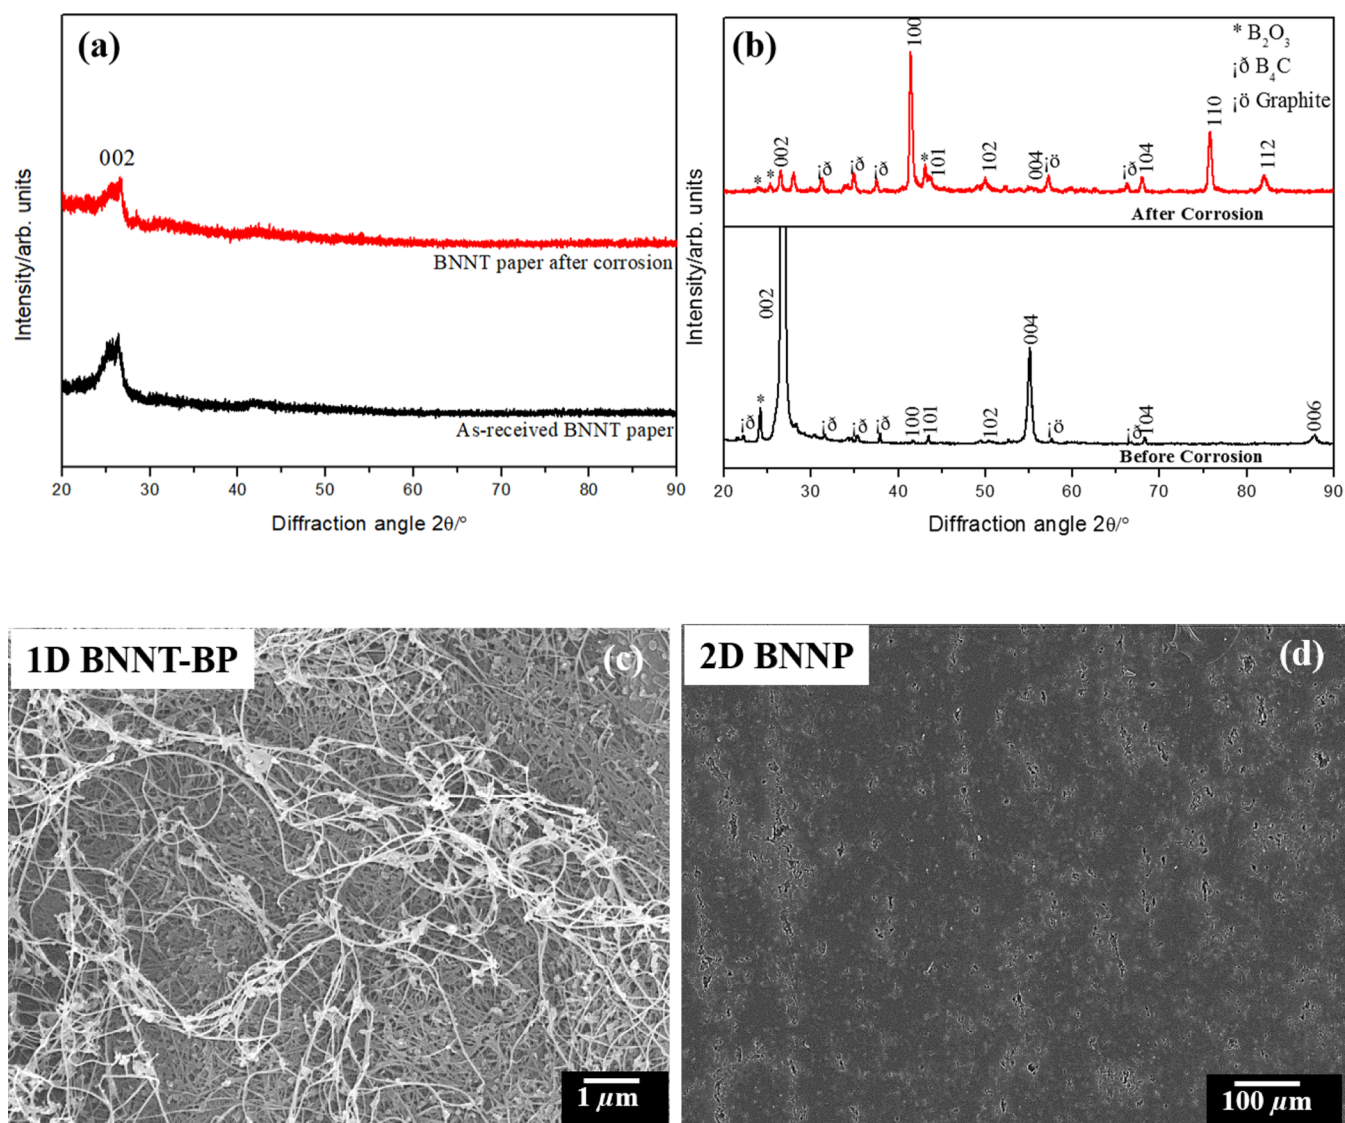 (a)
002
BNNT paper after corrosion
As-received BNNT paper
Intensity/arb. units
20 30 40 50 60 70 80 90
Diffraction angle 2θ/°
(b)
* B₂O₃
¡ð B₄C
¡ö Graphite
* * 002 ¡ð ¡ð ¡ð 100 * 101 102 004 ¡ö ¡ð 104 110 112
After Corrosion
¡ð * 002 ¡ð ¡ð ¡ð 100 101 102 004 ¡ö ¡ð 104 006
Before Corrosion
Intensity/arb. units
20 30 40 50 60 70 80 90
Diffraction angle 2θ/°
1D BNNT-BP
(c)
1 µm
2D BNNP
(d)
100 µm